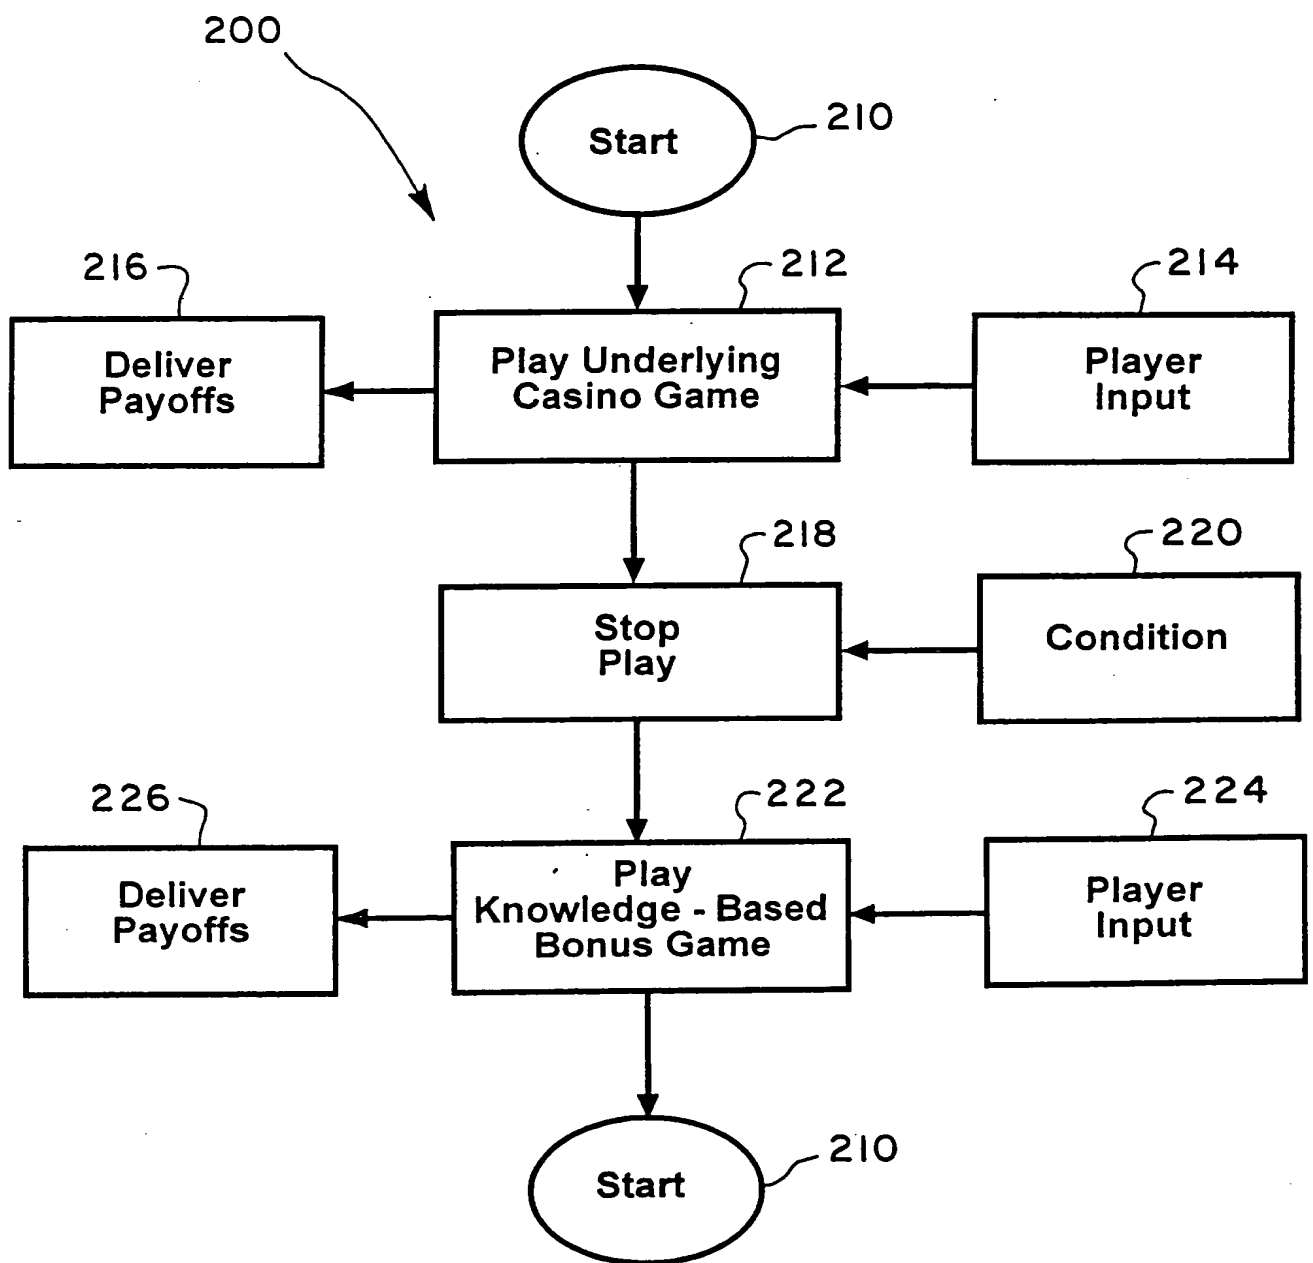 200
Start
210
216
212
214
Deliver
Payoffs
Play Underlying
Casino Game
Player
Input
218
220
Stop
Play
Condition
226
222
224
Deliver
Payoffs
Play
Knowledge - Based
Bonus Game
Player
Input
Start
210